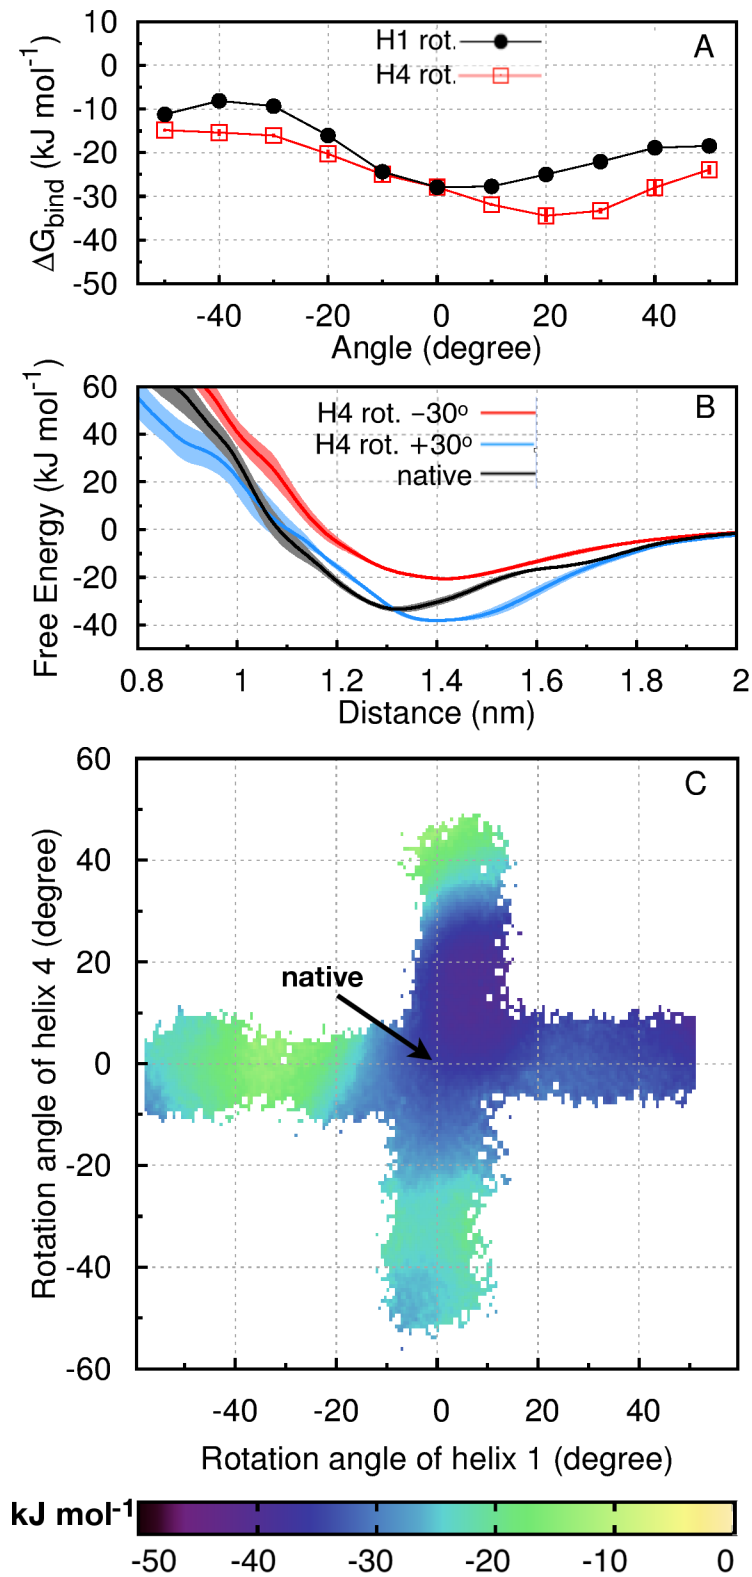 A
H1 rot.
H4 rot.
ΔG_bind (kJ mol⁻¹)
10
0
-10
-20
-30
-40
-50
-40 -20 0 20 40
Angle (degree)
B
H4 rot. −30°
H4 rot. +30°
native
Free Energy (kJ mol⁻¹)
60
40
20
0
-20
-40
0.8 1 1.2 1.4 1.6 1.8 2
Distance (nm)
C
native
Rotation angle of helix 4 (degree)
60
40
20
0
-20
-40
-60
-40 -20 0 20 40
Rotation angle of helix 1 (degree)
kJ mol⁻¹
-50 -40 -30 -20 -10 0